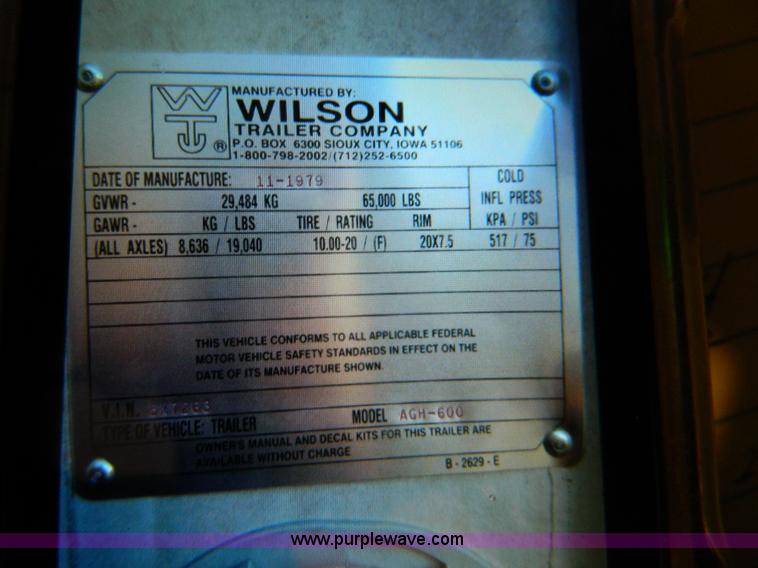 MANUFACTURED BY:
WILSON
TRAILER COMPANY
P.O. BOX 6300 SIOUX CITY, IOWA 51106
1-800-798-2002/(712)252-6500
WT ®
DATE OF MANUFACTURE: 11-1979
COLD
GVWR - 29,484 KG 65,000 LBS
INFL PRESS
GAWR - KG / LBS TIRE / RATING RIM KPA / PSI
(ALL AXLES) 8,636 / 19,040 10.00-20 / (F) 20X7.5 517 / 75
THIS VEHICLE CONFORMS TO ALL APPLICABLE FEDERAL
MOTOR VEHICLE SAFETY STANDARDS IN EFFECT ON THE
DATE OF ITS MANUFACTURE SHOWN.
V.I.N.
TYPE OF VEHICLE: TRAILER MODEL AGH-600
OWNER'S MANUAL AND DECAL KITS FOR THIS TRAILER ARE
AVAILABLE WITHOUT CHARGE
B - 2629 - E
www.purplewave.com